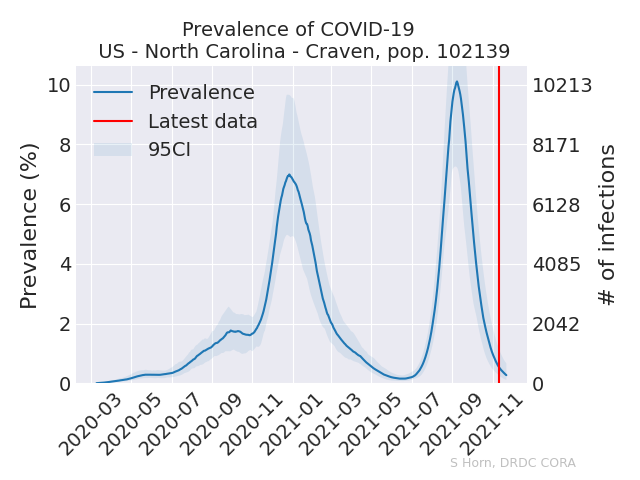 Prevalence of COVID-19
US - North Carolina - Craven, pop. 102139
Prevalence
Latest data
95CI
Prevalence (%)
10
8
6
4
2
0
10213
8171
6128
4085
2042
0
# of infections
2020-03
2020-05
2020-07
2020-09
2020-11
2021-01
2021-03
2021-05
2021-07
2021-09
2021-11
S Horn, DRDC CORA